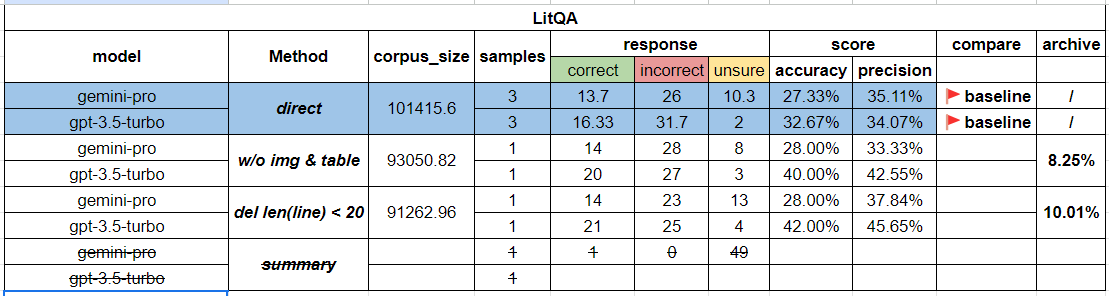 LitQA
model Method corpus_size samples response score compare archive
correct incorrect unsure accuracy precision
gemini-pro direct 101415.6 3 13.7 26 10.3 27.33% 35.11% 🚩 baseline /
gpt-3.5-turbo 3 16.33 31.7 2 32.67% 34.07% 🚩 baseline /
gemini-pro w/o img & table 93050.82 1 14 28 8 28.00% 33.33% 8.25%
gpt-3.5-turbo 1 20 27 3 40.00% 42.55%
gemini-pro del len(line) < 20 91262.96 1 14 23 13 28.00% 37.84% 10.01%
gpt-3.5-turbo 1 21 25 4 42.00% 45.65%
gemini-pro summary 1 1 0 49
gpt-3.5-turbo 1